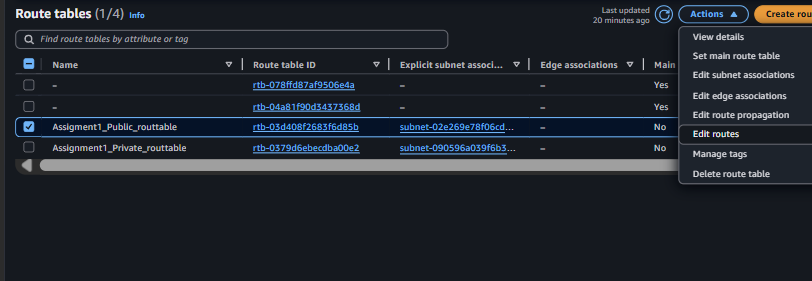 Route tables (1/4) Info
Last updated
20 minutes ago
Actions
Create rou
Find route tables by attribute or tag
View details
Set main route table
Edit subnet associations
Edit edge associations
Edit route propagation
Edit routes
Manage tags
Delete route table
Name Route table ID Explicit subnet associ... Edge associations Main
– rtb-078ffd87af9506e4a – – Yes
– rtb-04a81f90d3437368d – – Yes
Assigment1_Public_routtable rtb-03d408f2683f6d85b subnet-02e269e78f06cd... – No
Assignment1_Private_routtable rtb-0379d6ebecdba00e2 subnet-090596a039f6b3... – No